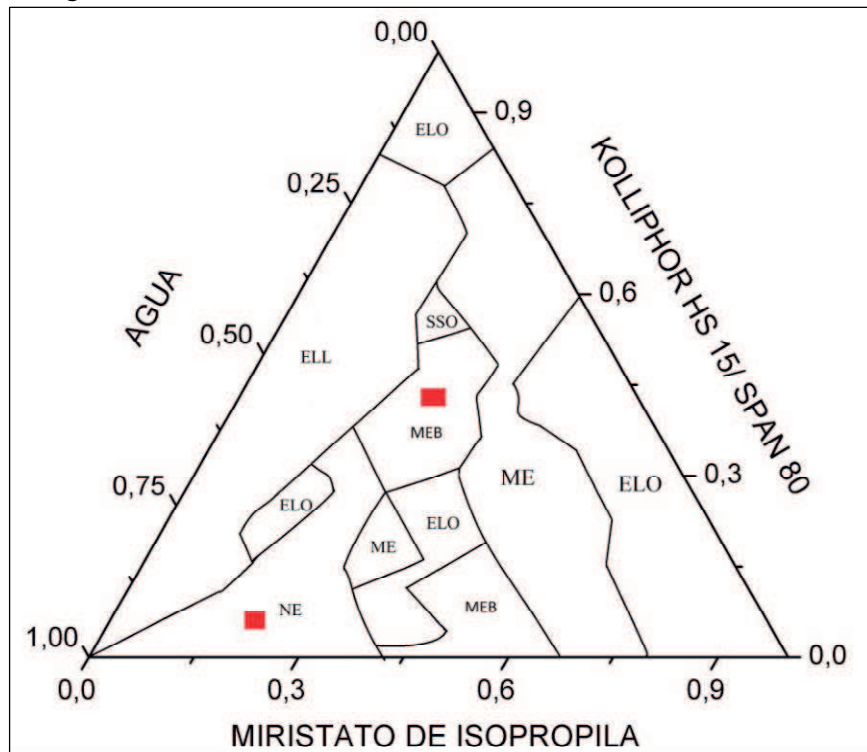 0,00
0,9
ELO
KOLLIPHOR HS 15/ SPAN 80
0,25
AGUA
0,6
SSO
0,50
ELL
MEB
0,75
ELO
ME
0,3
ELO
ELO
ME
NE
MEB
1,00
0,0
0,0
0,3
0,6
0,9
MIRISTATO DE ISOPROPILA